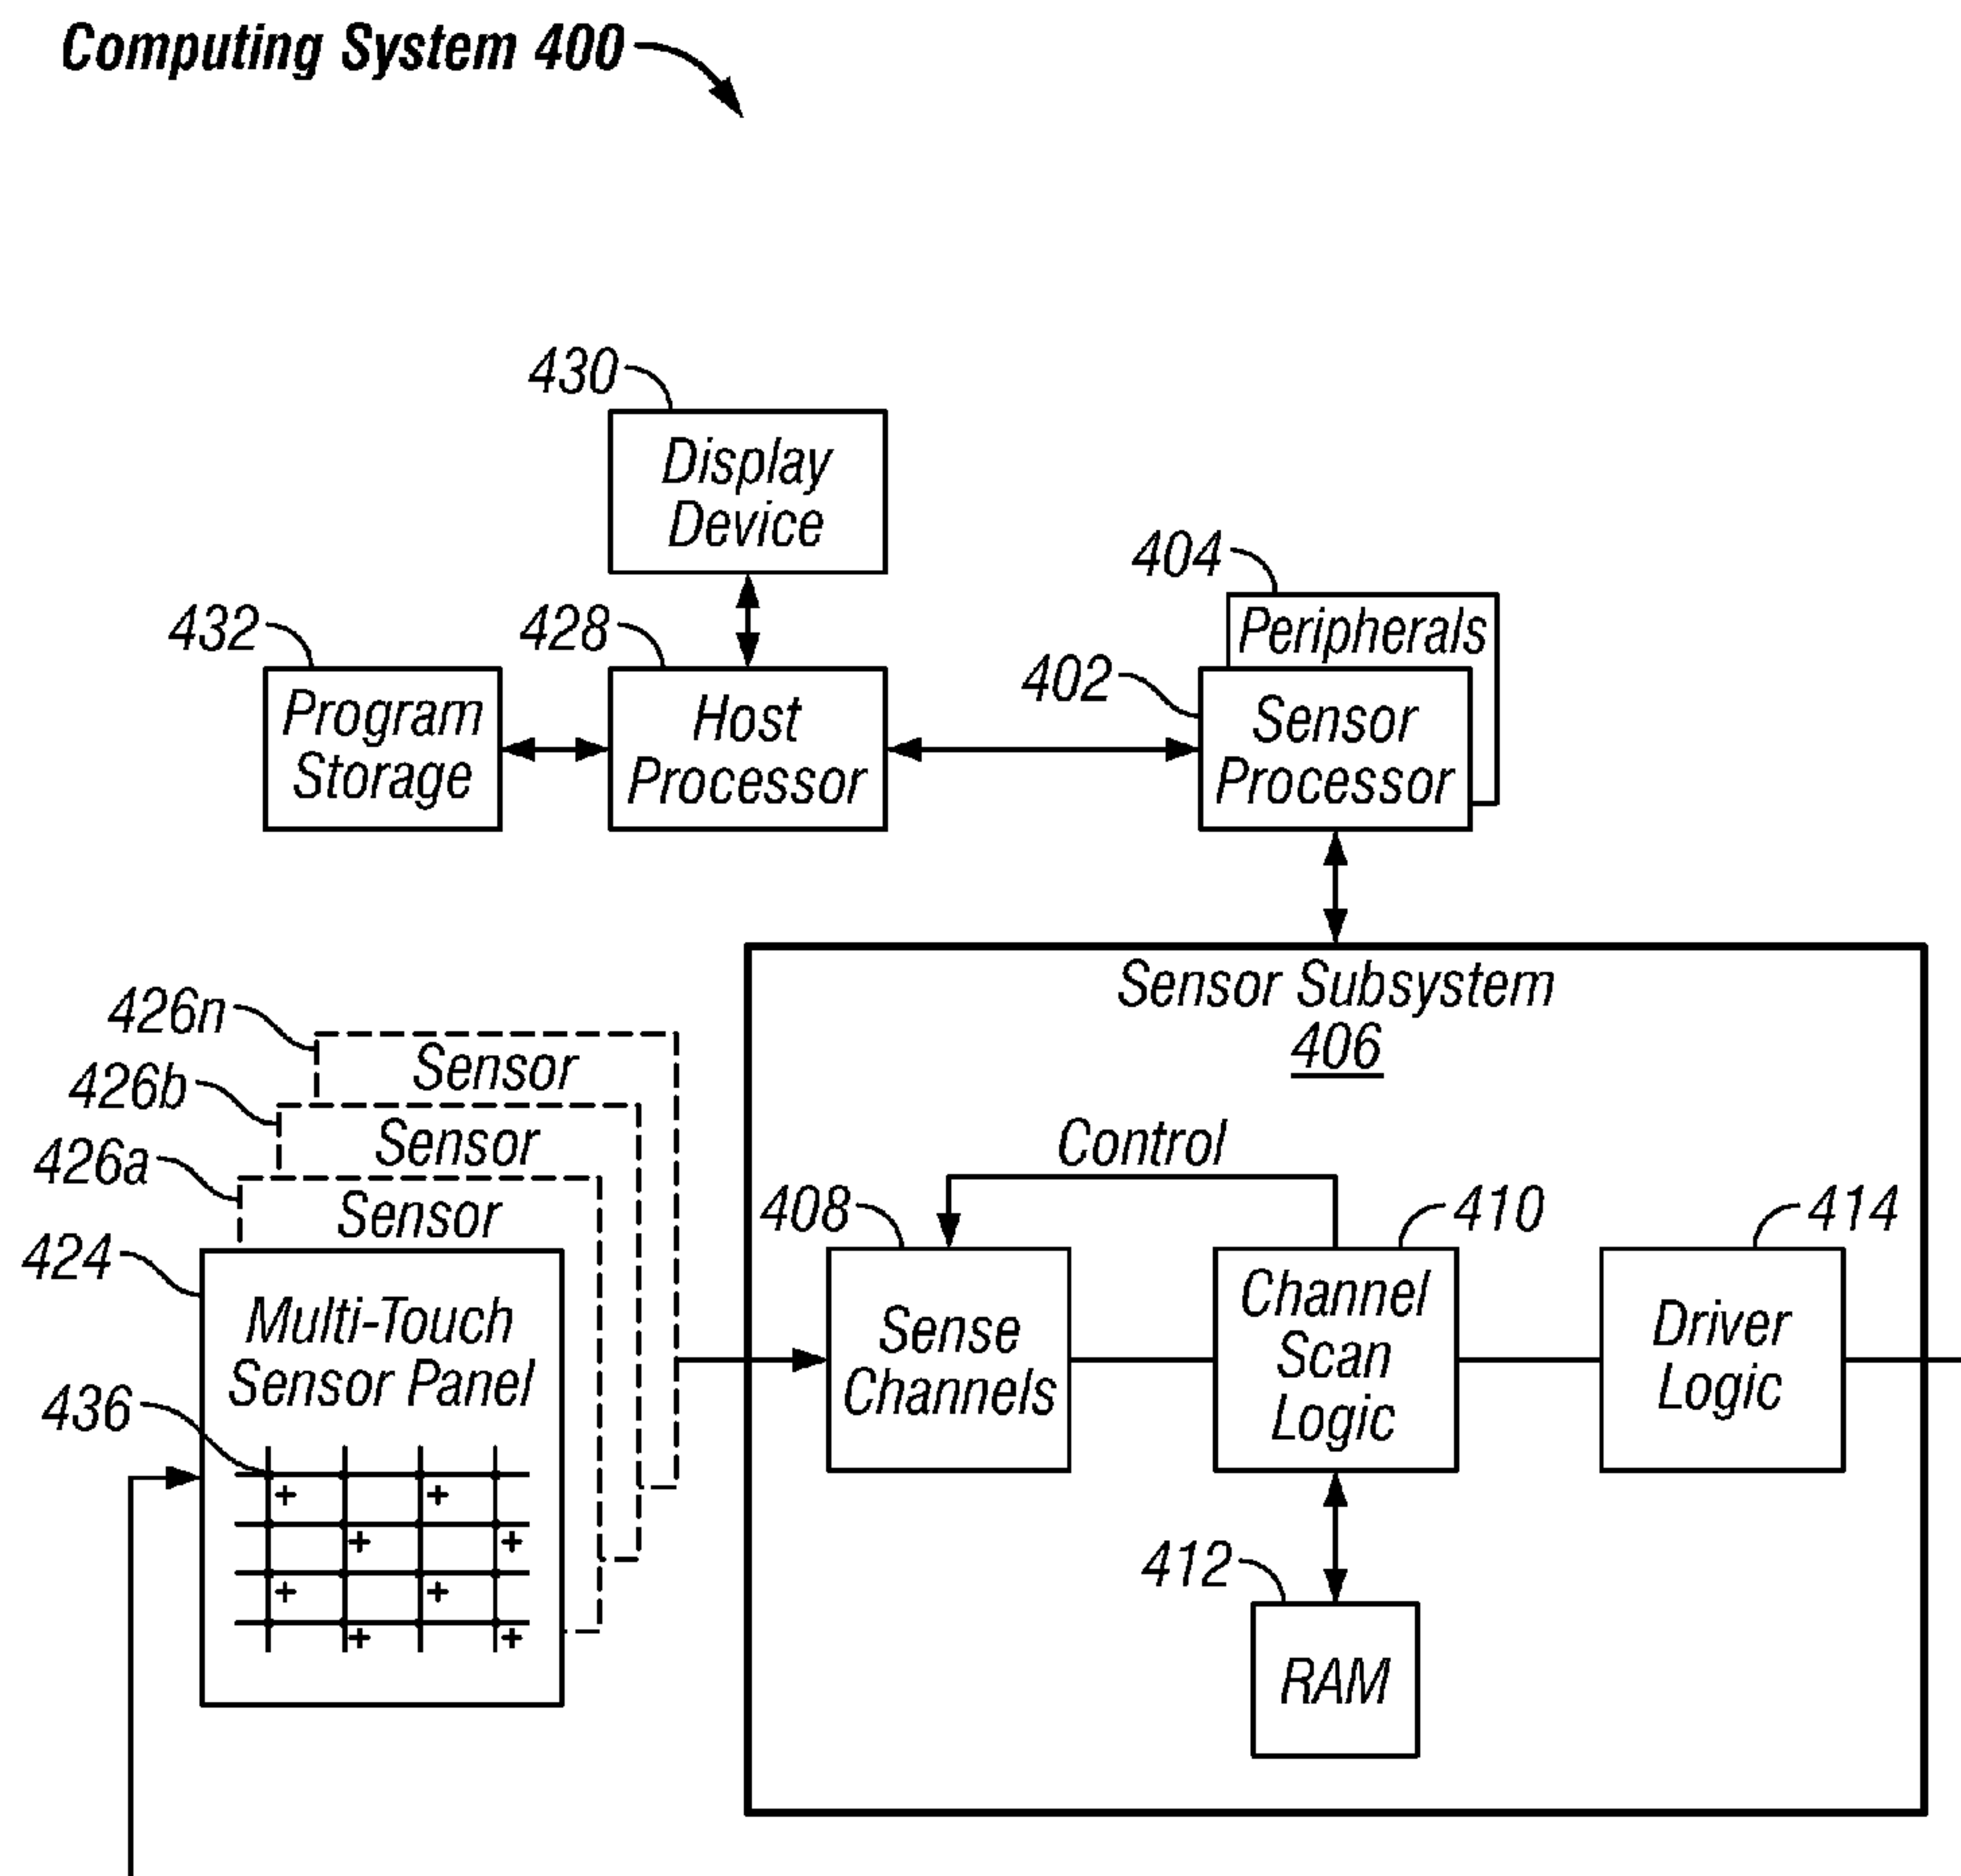 Computing System 400
430
Display
Device
404
Peripherals
432
428
402
Program
Storage
Host
Processor
Sensor
Processor
Sensor Subsystem
406
426n
Sensor
426b
Sensor
426a
Sensor
Control
408
410
414
424
Multi-Touch
Sensor Panel
436
+ +
+ +
+ +
+ +
Sense
Channels
Channel
Scan
Logic
Driver
Logic
412
RAM